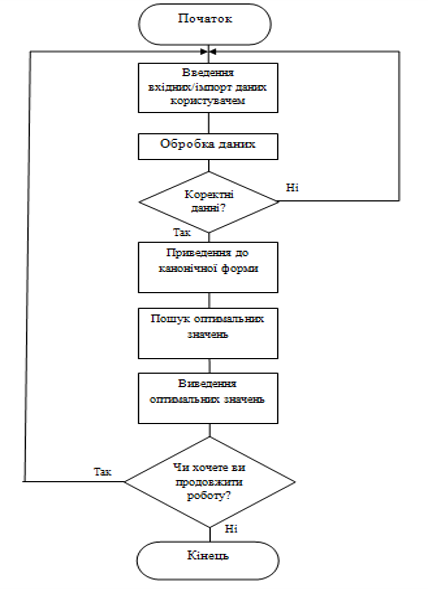 Початок
Введення
вхідних/імпорт даних
користувачем
Обробка даних
Коректні
данні?
Ні
Так
Приведення до
канонічної форми
Пошук оптимальних
значень
Виведення
оптимальних значень
Чи хочете ви
продовжити
роботу?
Так
Ні
Кінець